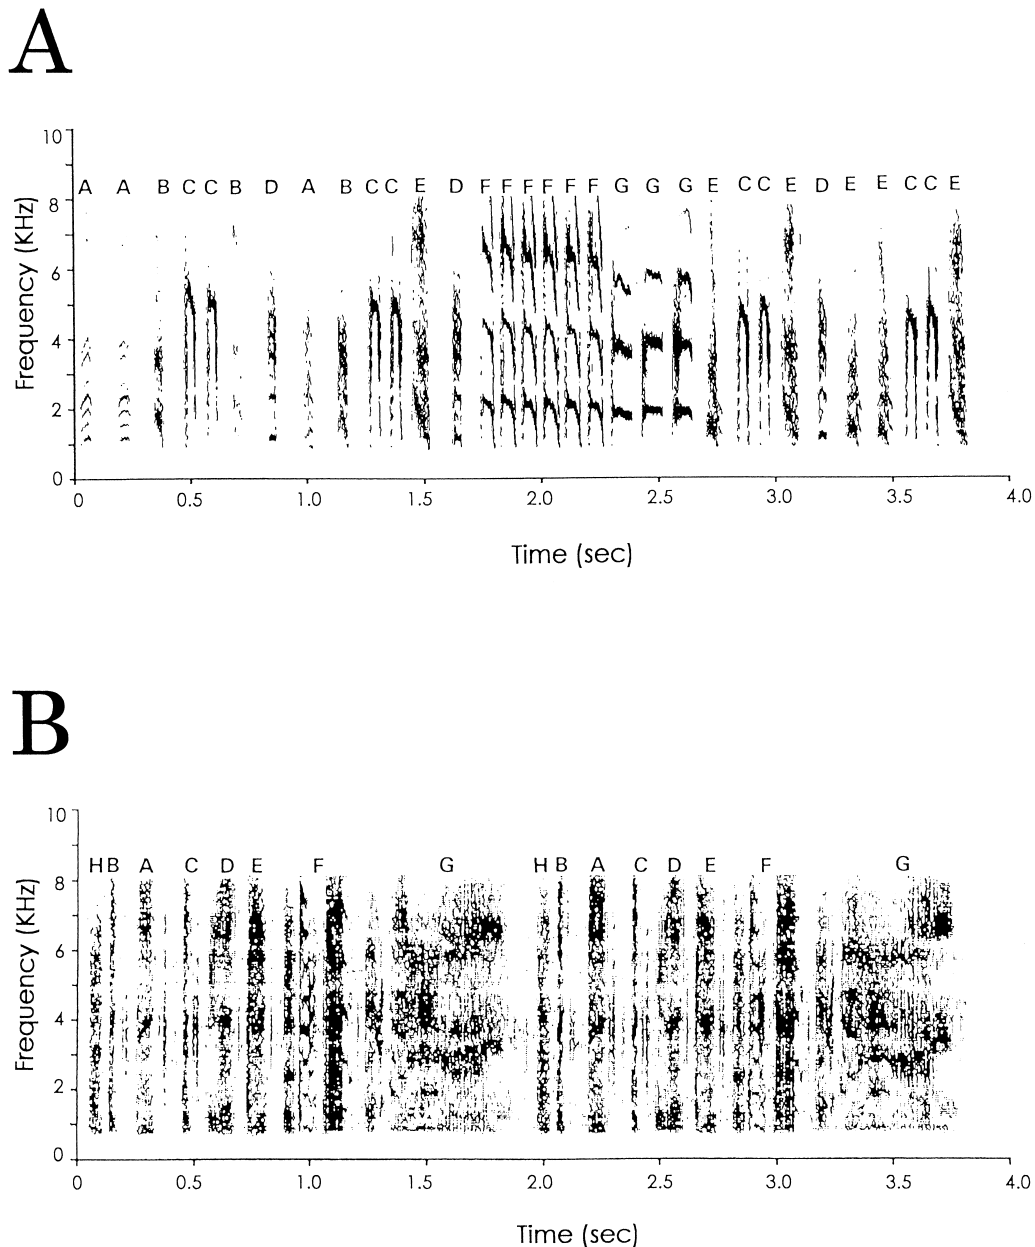 A
10
A A B C C B D A B C C E D F F F F F F G G G E C C E D E E C C E
8
6
4
2
0
Frequency (KHz)
0 0.5 1.0 1.5 2.0 2.5 3.0 3.5 4.0
Time (sec)
B
10
H B A C D E F G H B A C D E F G
8
6
4
2
0
Frequency (KHz)
0 0.5 1.0 1.5 2.0 2.5 3.0 3.5 4.0
Time (sec)